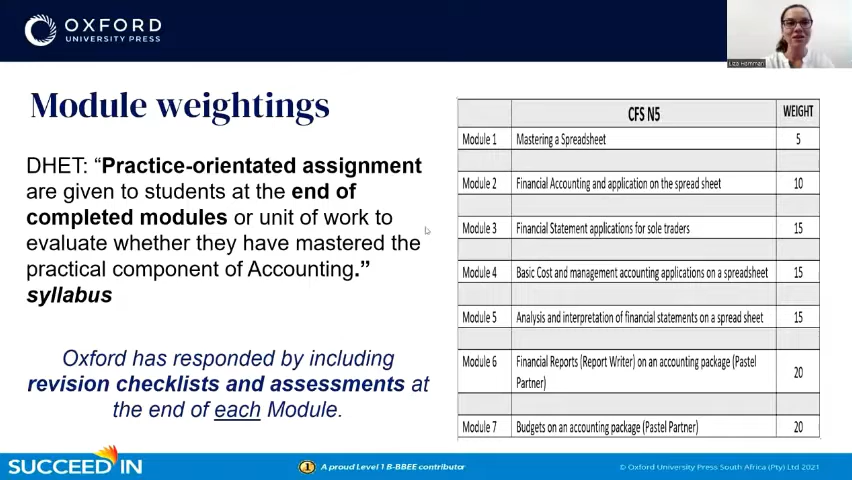 OXFORD
UNIVERSITY PRESS
Liza Hamman
Module weightings
DHET: “Practice-orientated assignment
are given to students at the end of
completed modules or unit of work to
evaluate whether they have mastered the
practical component of Accounting.”
syllabus
Oxford has responded by including
revision checklists and assessments at
the end of each Module.
CFS N5 WEIGHT
Module 1 Mastering a Spreadsheet 5
Module 2 Financial Accounting and application on the spread sheet 10
Module 3 Financial Statement applications for sole traders 15
Module 4 Basic Cost and management accounting applications on a spreadsheet 15
Module 5 Analysis and interpretation of financial statements on a spread sheet 15
Module 6 Financial Reports (Report Writer) on an accounting package (Pastel
Partner) 20
Module 7 Budgets on an accounting package (Pastel Partner) 20
SUCCEED IN
1 A proud Level 1 B-BBEE contributor
© Oxford University Press South Africa (Pty) Ltd 2021